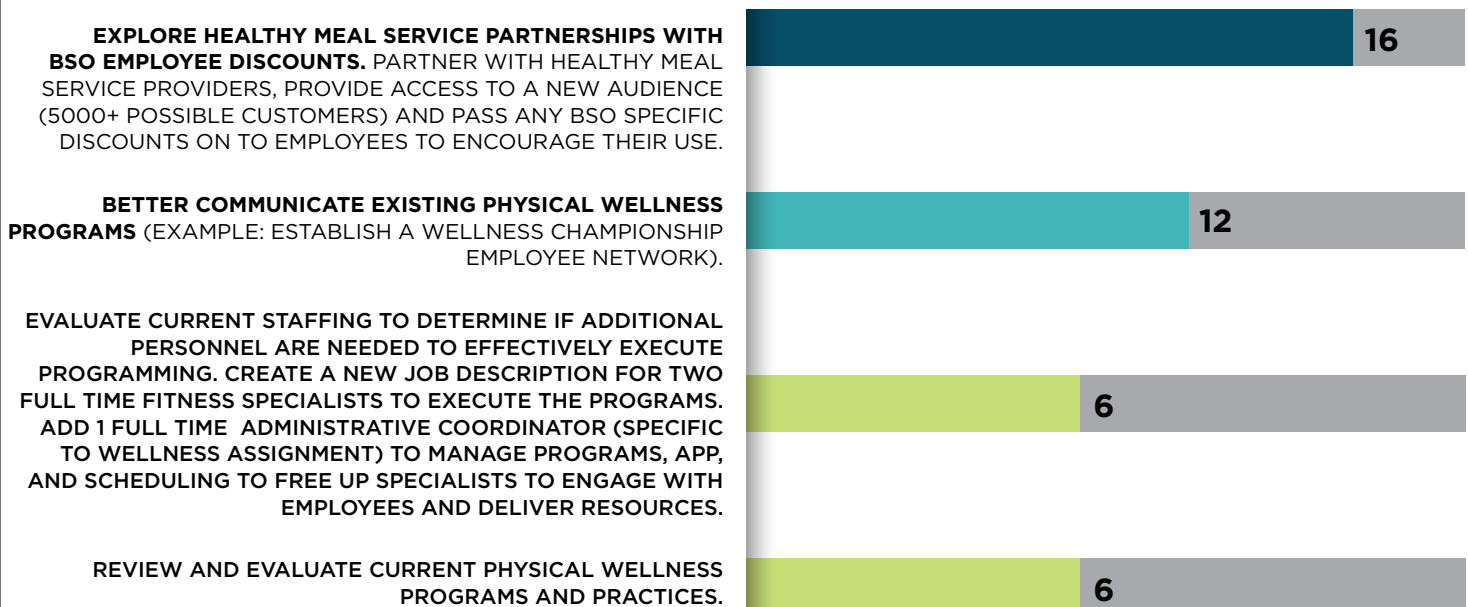 EXPLORE HEALTHY MEAL SERVICE PARTNERSHIPS WITH
BSO EMPLOYEE DISCOUNTS. PARTNER WITH HEALTHY MEAL
SERVICE PROVIDERS, PROVIDE ACCESS TO A NEW AUDIENCE
(5000+ POSSIBLE CUSTOMERS) AND PASS ANY BSO SPECIFIC
DISCOUNTS ON TO EMPLOYEES TO ENCOURAGE THEIR USE.
16
BETTER COMMUNICATE EXISTING PHYSICAL WELLNESS
PROGRAMS (EXAMPLE: ESTABLISH A WELLNESS CHAMPIONSHIP
EMPLOYEE NETWORK).
12
EVALUATE CURRENT STAFFING TO DETERMINE IF ADDITIONAL
PERSONNEL ARE NEEDED TO EFFECTIVELY EXECUTE
PROGRAMMING. CREATE A NEW JOB DESCRIPTION FOR TWO
FULL TIME FITNESS SPECIALISTS TO EXECUTE THE PROGRAMS.
ADD 1 FULL TIME ADMINISTRATIVE COORDINATOR (SPECIFIC
TO WELLNESS ASSIGNMENT) TO MANAGE PROGRAMS, APP,
AND SCHEDULING TO FREE UP SPECIALISTS TO ENGAGE WITH
EMPLOYEES AND DELIVER RESOURCES.
6
REVIEW AND EVALUATE CURRENT PHYSICAL WELLNESS
PROGRAMS AND PRACTICES.
6